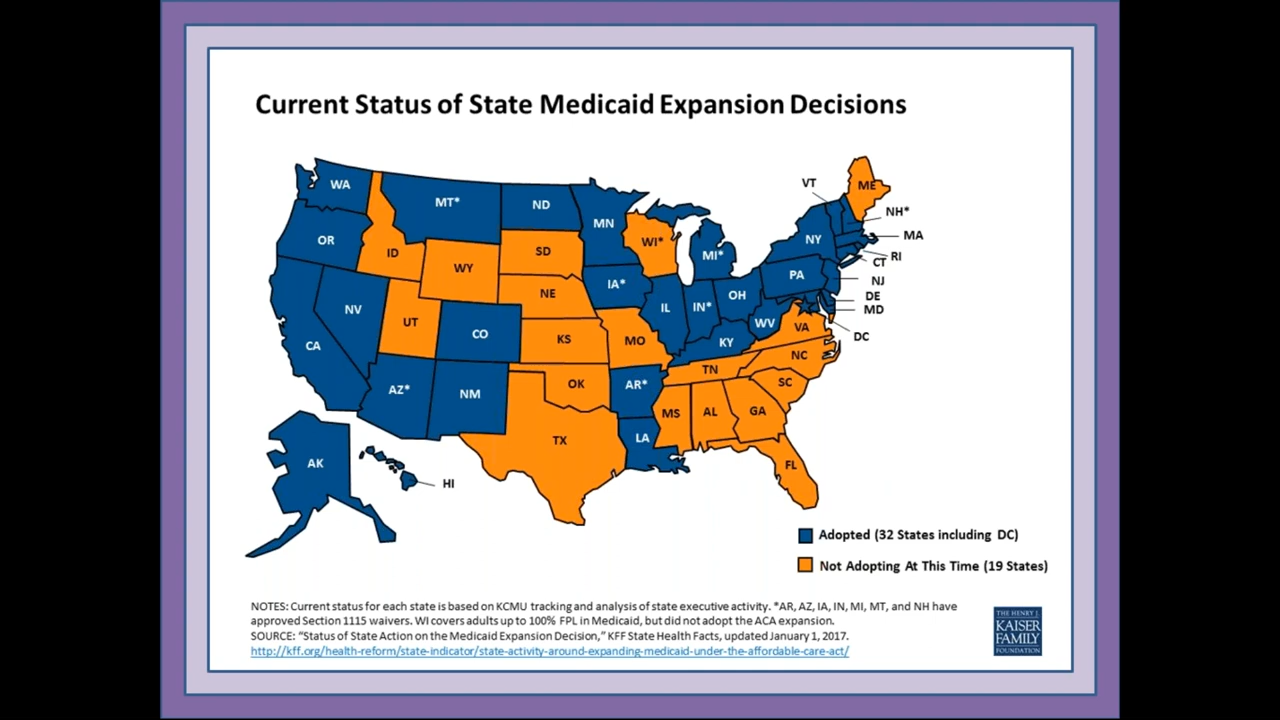 Current Status of State Medicaid Expansion Decisions
WA
MT*
ND
MN
VT
ME
NH*
OR
ID
SD
WI*
MI*
NY
MA
RI
CT
WY
NE
IA*
PA
NJ
DE
MD
DC
NV
UT
CO
KS
MO
IL
IN*
OH
WV
VA
KY
CA
AZ*
NM
OK
AR*
TN
NC
SC
MS
AL
GA
TX
LA
FL
AK
HI
Adopted (32 States including DC)
Not Adopting At This Time (19 States)
NOTES: Current status for each state is based on KCMU tracking and analysis of state executive activity. *AR, AZ, IA, IN, MI, MT, and NH have
approved Section 1115 waivers. WI covers adults up to 100% FPL in Medicaid, but did not adopt the ACA expansion.
SOURCE: “Status of State Action on the Medicaid Expansion Decision,” KFF State Health Facts, updated January 1, 2017.
http://kff.org/health-reform/state-indicator/state-activity-around-expanding-medicaid-under-the-affordable-care-act/
THE HENRY J.
KAISER
FAMILY
FOUNDATION